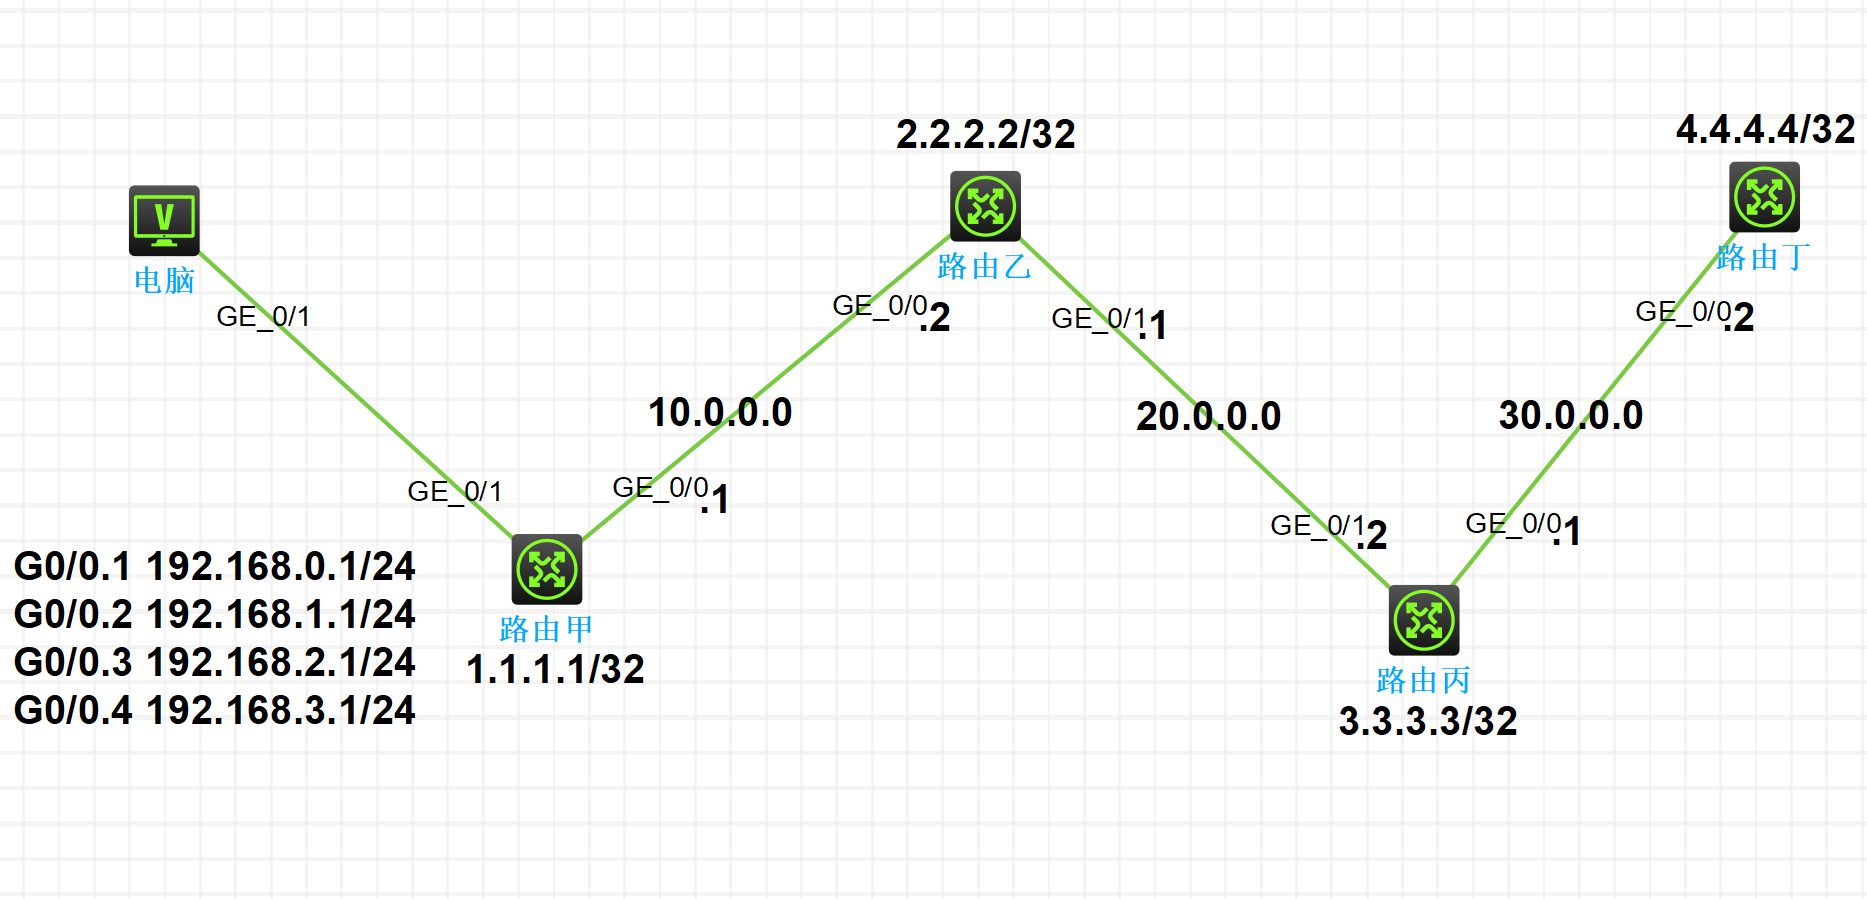 2.2.2.2/32
4.4.4.4/32
V
电脑
路由乙
路由丁
GE_0/1
GE_0/0
.2
GE_0/1
.1
GE_0/0
.2
10.0.0.0
20.0.0.0
30.0.0.0
GE_0/1
GE_0/0
.1
GE_0/1
.2
GE_0/0
.1
G0/0.1 192.168.0.1/24
G0/0.2 192.168.1.1/24
G0/0.3 192.168.2.1/24
G0/0.4 192.168.3.1/24
路由甲
1.1.1.1/32
路由丙
3.3.3.3/32